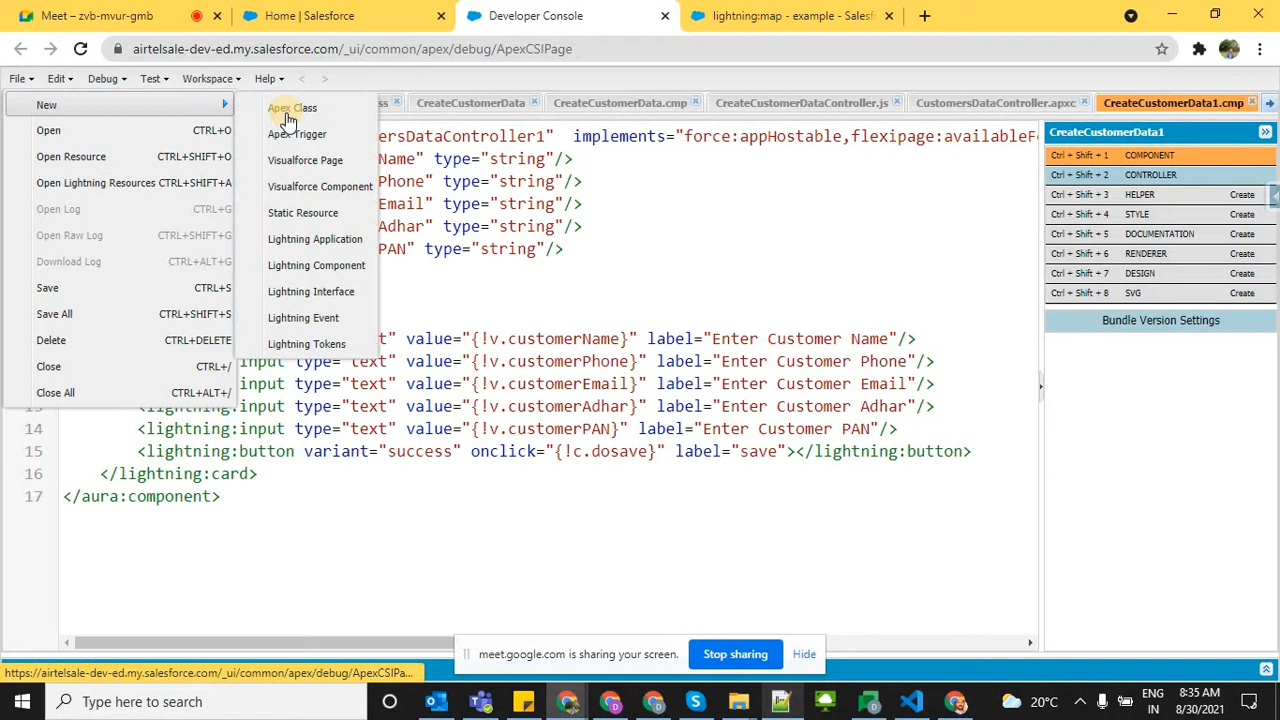 Meet – zvb-mvur-gmb
Home | Salesforce
Developer Console
lightning:map - example - Salesf
airtelsale-dev-ed.my.salesforce.com/_ui/common/apex/debug/ApexCSIPage
File Edit Debug Test Workspace Help < >
ss CreateCustomerData CreateCustomerData.cmp CreateCustomerDataController.js CustomersDataController.apxc CreateCustomerData1.cmp
New
Open CTRL+O
Open Resource CTRL+SHIFT+O
Open Lightning Resources CTRL+SHIFT+A
Open Log CTRL+G
Open Raw Log CTRL+SHIFT+G
Download Log CTRL+ALT+G
Save CTRL+S
Save All CTRL+SHIFT+S
Delete CTRL+DELETE
Close CTRL+/
Close All CTRL+ALT+/
Apex Class
Apex Trigger
Visualforce Page
Visualforce Component
Static Resource
Lightning Application
Lightning Component
Lightning Interface
Lightning Event
Lightning Tokens
ersDataController1" implements="force:appHostable,flexipage:availableFo
Name" type="string"/>
Phone" type="string"/>
Email" type="string"/>
Adhar" type="string"/>
PAN" type="string"/>
t" value="{!v.customerName}" label="Enter Customer Name"/>
input type="text" value="{!v.customerPhone}" label="Enter Customer Phone"/>
input type="text" value="{!v.customerEmail}" label="Enter Customer Email"/>
<lightning:input type="text" value="{!v.customerAdhar}" label="Enter Customer Adhar"/>
14 <lightning:input type="text" value="{!v.customerPAN}" label="Enter Customer PAN"/>
15 <lightning:button variant="success" onclick="{!c.dosave}" label="save"></lightning:button>
16 </lightning:card>
17 </aura:component>
CreateCustomerData1
Ctrl + Shift + 1 COMPONENT
Ctrl + Shift + 2 CONTROLLER
Ctrl + Shift + 3 HELPER Create
Ctrl + Shift + 4 STYLE Create
Ctrl + Shift + 5 DOCUMENTATION Create
Ctrl + Shift + 6 RENDERER Create
Ctrl + Shift + 7 DESIGN Create
Ctrl + Shift + 8 SVG Create
Bundle Version Settings
meet.google.com is sharing your screen. Stop sharing Hide
https://airtelsale-dev-ed.my.salesforce.com/_ui/common/apex/debug/ApexCSIPa...
Type here to search
20°C
ENG
IN
8:35 AM
8/30/2021